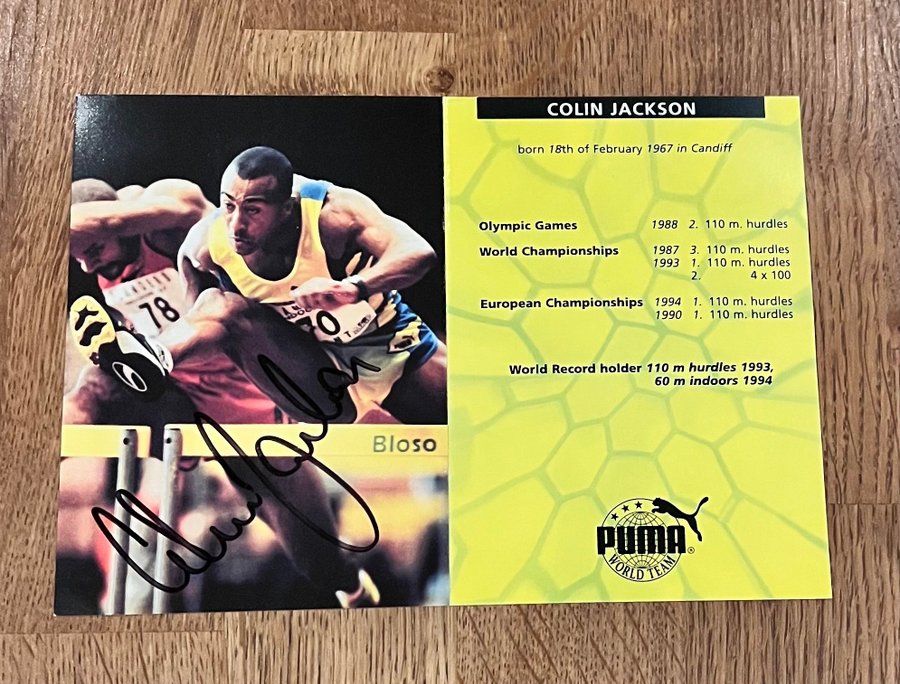 78
Bloso
Colin Jackson
COLIN JACKSON
born 18th of February 1967 in Candiff
Olympic Games 1988 2. 110 m. hurdles
World Championships 1987 3. 110 m. hurdles
1993 1. 110 m. hurdles
2. 4 x 100
European Championships 1994 1. 110 m. hurdles
1990 1. 110 m. hurdles
World Record holder 110 m hurdles 1993,
60 m indoors 1994
PUMA®
WORLD TEAM